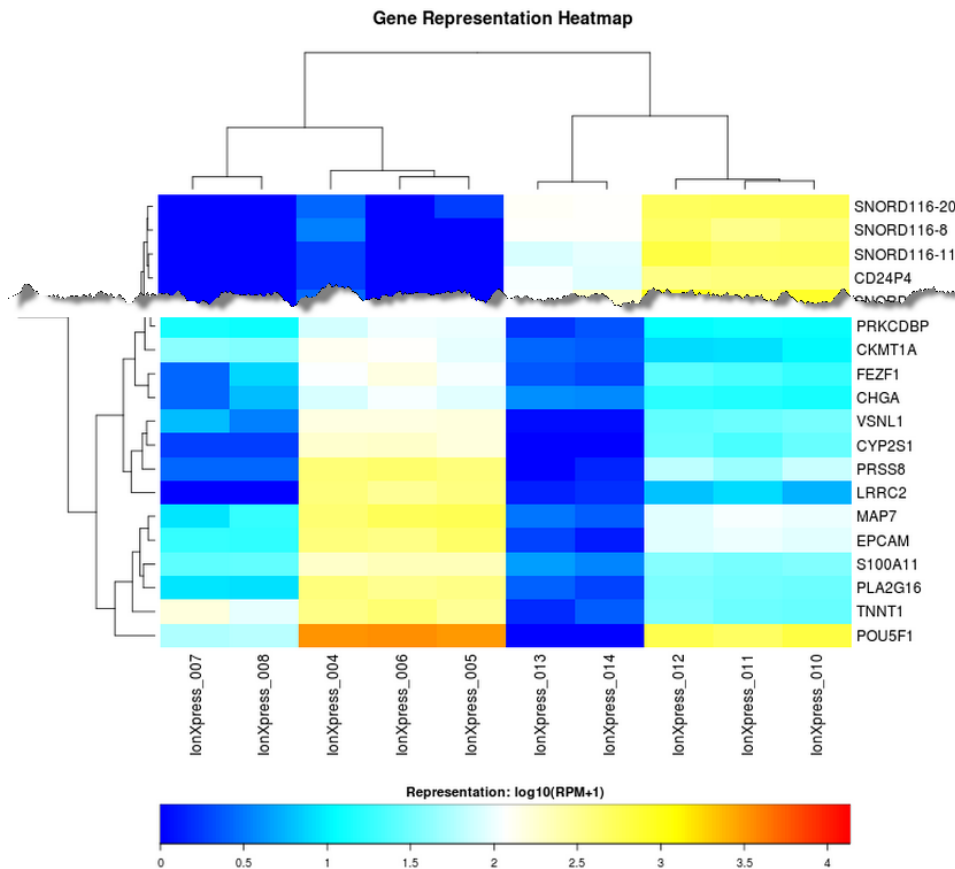 Gene Representation Heatmap
SNORD116-20
SNORD116-8
SNORD116-11
CD24P4
PRKCDBP
CKMT1A
FEZF1
CHGA
VSNL1
CYP2S1
PRSS8
LRRC2
MAP7
EPCAM
S100A11
PLA2G16
TNNT1
POU5F1
IonXpress_007
IonXpress_008
IonXpress_004
IonXpress_006
IonXpress_005
IonXpress_013
IonXpress_014
IonXpress_012
IonXpress_011
IonXpress_010
Representation: log10(RPM+1)
0 0.5 1 1.5 2 2.5 3 3.5 4